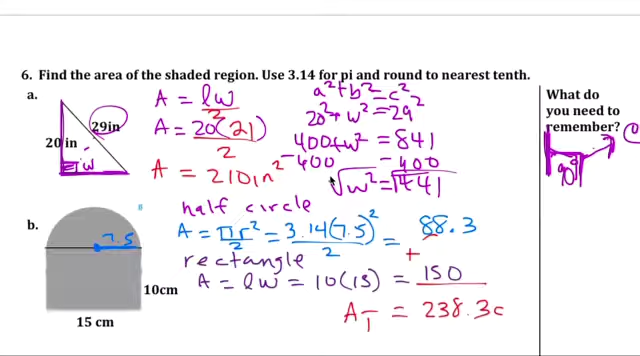 6. Find the area of the shaded region. Use 3.14 for pi and round to nearest tenth.
a.
29in
20 in
w
A = lw
2
A = 20(21)
2
A = 210in²
a²+b²=c²
20²+w²=29²
400+w²=841
-400 -400
√w²=√441
What do
you need to
remember?
90°
b.
7.5
10cm
15 cm
half circle
A = πr² = 3.14(7.5)² = 88.3
2 2
+
rectangle
A = lw = 10(15) = 150
A_T = 238.3c